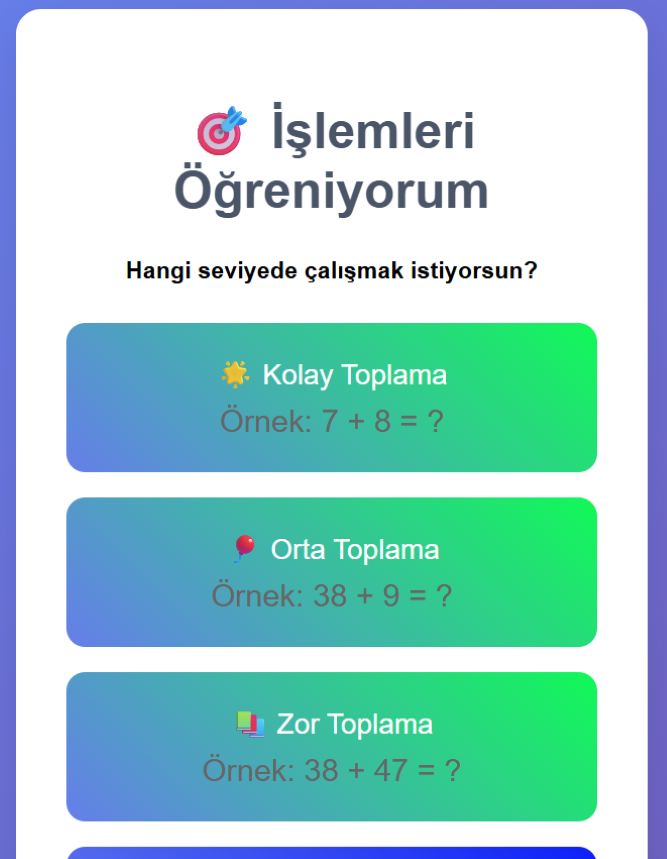 İşlemleri
Öğreniyorum
Hangi seviyede çalışmak istiyorsun?
Kolay Toplama
Örnek: 7 + 8 = ?
Orta Toplama
Örnek: 38 + 9 = ?
Zor Toplama
Örnek: 38 + 47 = ?